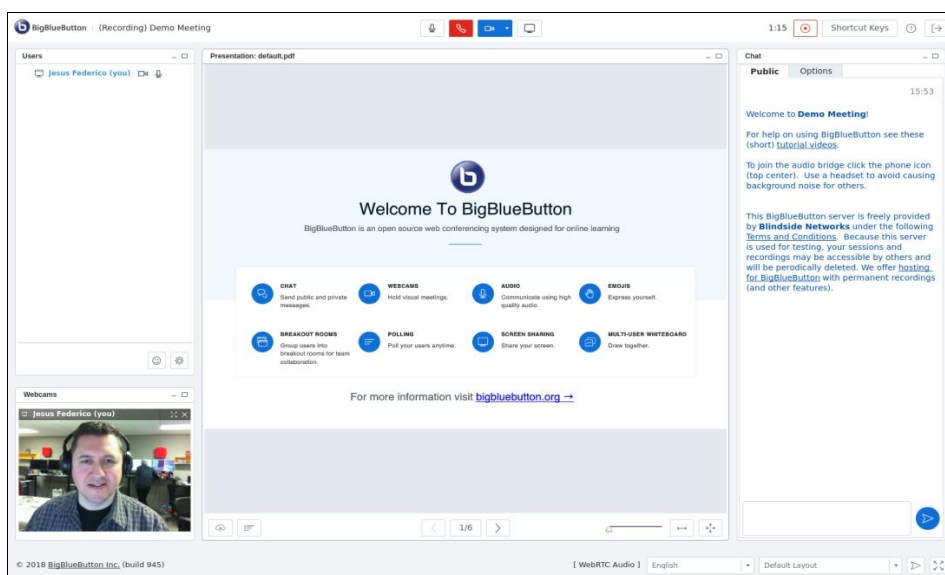 BigBlueButton | (Recording) Demo Meeting
1:15
Shortcut Keys
Users
Jesus Federico (you)
Webcams
Jesus Federico (you)
Presentation: default.pdf
b
Welcome To BigBlueButton
BigBlueButton is an open source web conferencing system designed for online learning
CHAT
Send public and private
messages.
WEBCAMS
Hold visual meetings.
AUDIO
Communicate using high
quality audio.
EMOJIS
Express yourself.
BREAKOUT ROOMS
Group users into
breakout rooms for team
collaboration.
POLLING
Poll your users anytime.
SCREEN SHARING
Share your screen.
MULTI-USER WHITEBOARD
Draw together.
For more information visit bigbluebutton.org →
1/6
Chat
Public
Options
15:53
Welcome to Demo Meeting!
For help on using BigBlueButton see these
(short) tutorial videos.
To join the audio bridge click the phone icon
(top center). Use a headset to avoid causing
background noise for others.
This BigBlueButton server is freely provided
by Blindside Networks under the following
Terms and Conditions. Because this server
is used for testing, your sessions and
recordings may be accessible by others and
will be perodically deleted. We offer hosting
for BigBlueButton with permanent recordings
(and other features).
© 2018 BigBlueButton Inc. (build 945)
[ WebRTC Audio ]
English
Default Layout